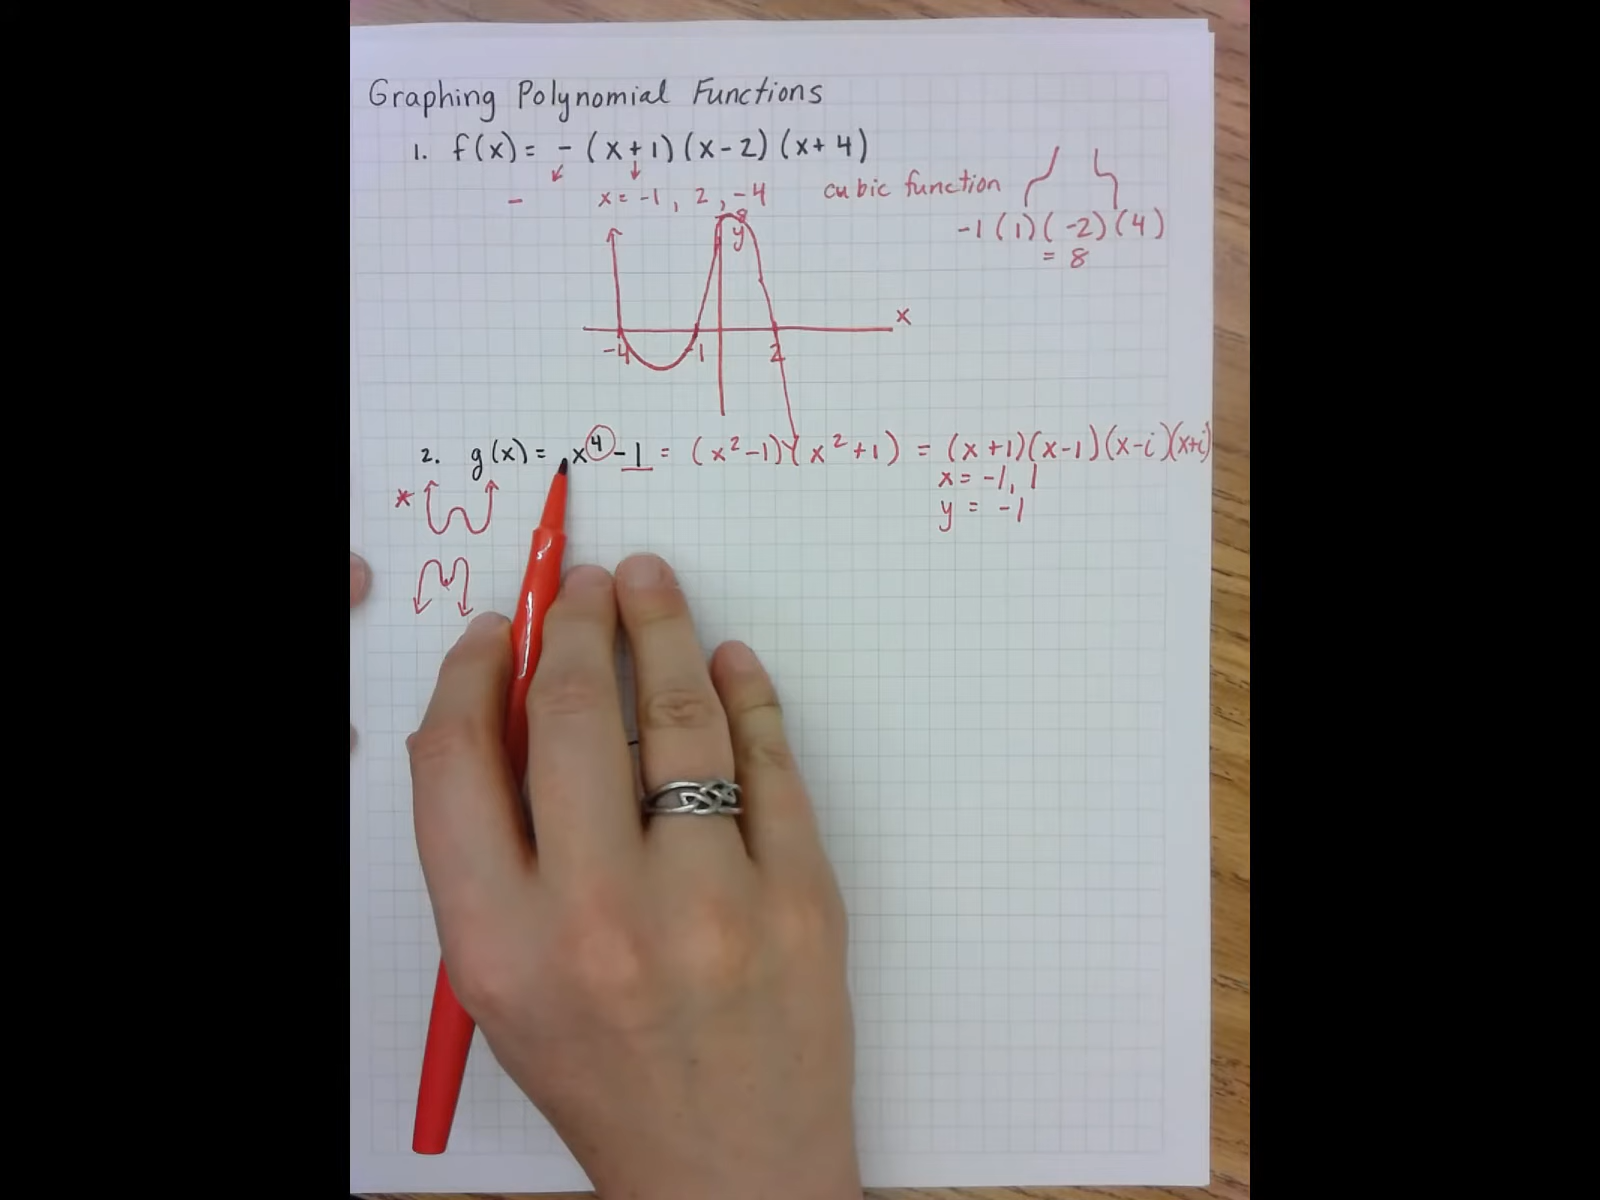 Graphing Polynomial Functions
1. f(x) = - (x+1)(x-2)(x+4)
- x = -1, 2, -4 cubic function
-1(1)(-2)(4)
= 8
8
y
x
-4 -1 2
2. g(x) = x⁴ - 1 = (x² - 1)(x² + 1) = (x+1)(x-1)(x-i)(x+i)
x = -1, 1
* y = -1